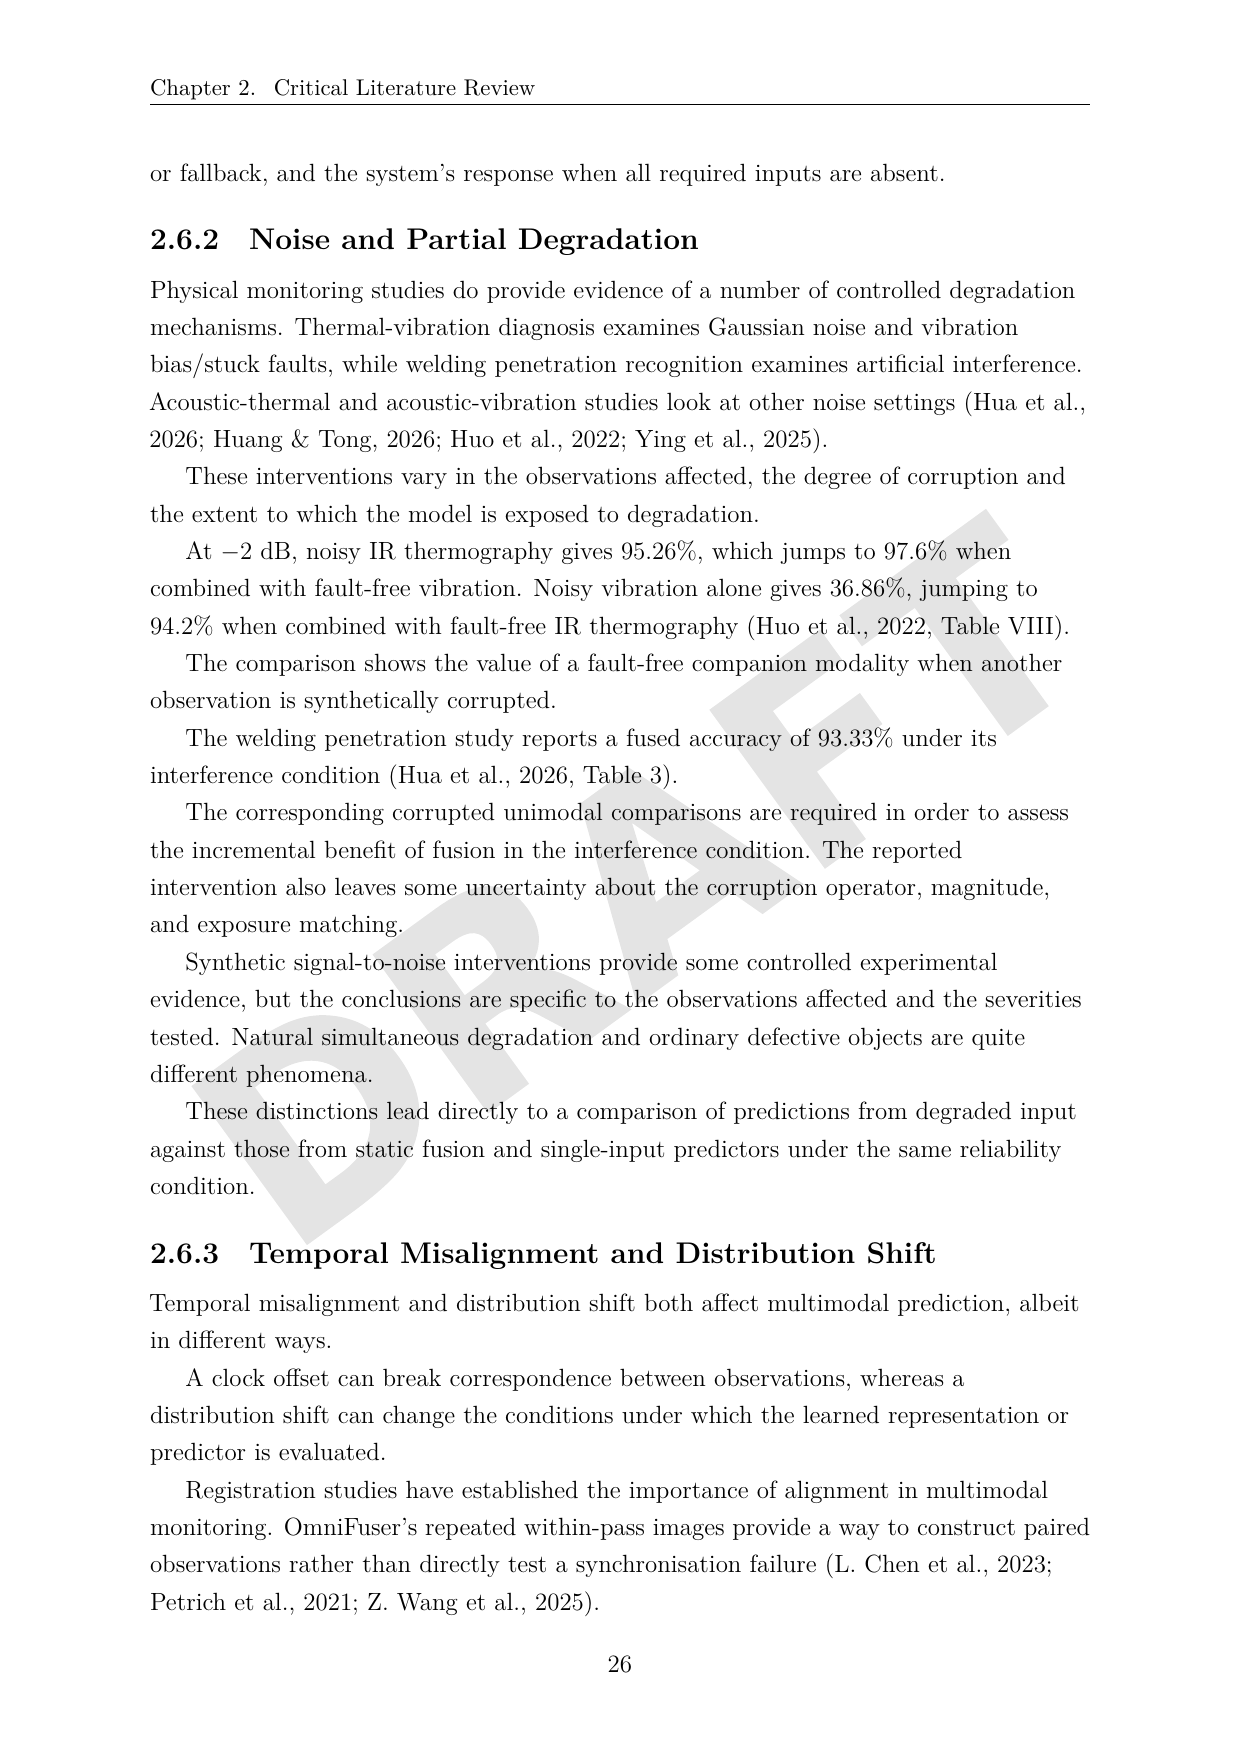 Chapter 2. Critical Literature Review
or fallback, and the system's response when all required inputs are absent.
2.6.2 Noise and Partial Degradation
Physical monitoring studies do provide evidence of a number of controlled degradation
mechanisms. Thermal-vibration diagnosis examines Gaussian noise and vibration
bias/stuck faults, while welding penetration recognition examines artificial interference.
Acoustic-thermal and acoustic-vibration studies look at other noise settings (Hua et al.,
2026; Huang & Tong, 2026; Huo et al., 2022; Ying et al., 2025).
These interventions vary in the observations affected, the degree of corruption and
the extent to which the model is exposed to degradation.
At −2 dB, noisy IR thermography gives 95.26%, which jumps to 97.6% when
combined with fault-free vibration. Noisy vibration alone gives 36.86%, jumping to
94.2% when combined with fault-free IR thermography (Huo et al., 2022, Table VIII).
The comparison shows the value of a fault-free companion modality when another
observation is synthetically corrupted.
The welding penetration study reports a fused accuracy of 93.33% under its
interference condition (Hua et al., 2026, Table 3).
The corresponding corrupted unimodal comparisons are required in order to assess
the incremental benefit of fusion in the interference condition. The reported
intervention also leaves some uncertainty about the corruption operator, magnitude,
and exposure matching.
Synthetic signal-to-noise interventions provide some controlled experimental
evidence, but the conclusions are specific to the observations affected and the severities
tested. Natural simultaneous degradation and ordinary defective objects are quite
different phenomena.
These distinctions lead directly to a comparison of predictions from degraded input
against those from static fusion and single-input predictors under the same reliability
condition.
2.6.3 Temporal Misalignment and Distribution Shift
Temporal misalignment and distribution shift both affect multimodal prediction, albeit
in different ways.
A clock offset can break correspondence between observations, whereas a
distribution shift can change the conditions under which the learned representation or
predictor is evaluated.
Registration studies have established the importance of alignment in multimodal
monitoring. OmniFuser's repeated within-pass images provide a way to construct paired
observations rather than directly test a synchronisation failure (L. Chen et al., 2023;
Petrich et al., 2021; Z. Wang et al., 2025).
26
DRAFT